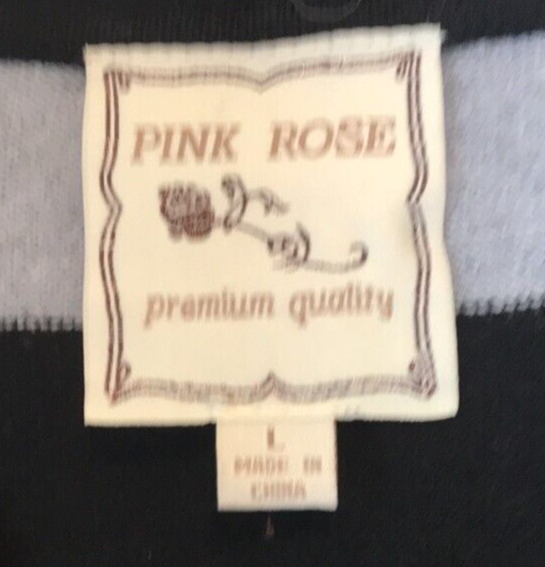 PINK ROSE
premium quality
L
MADE IN
CHINA